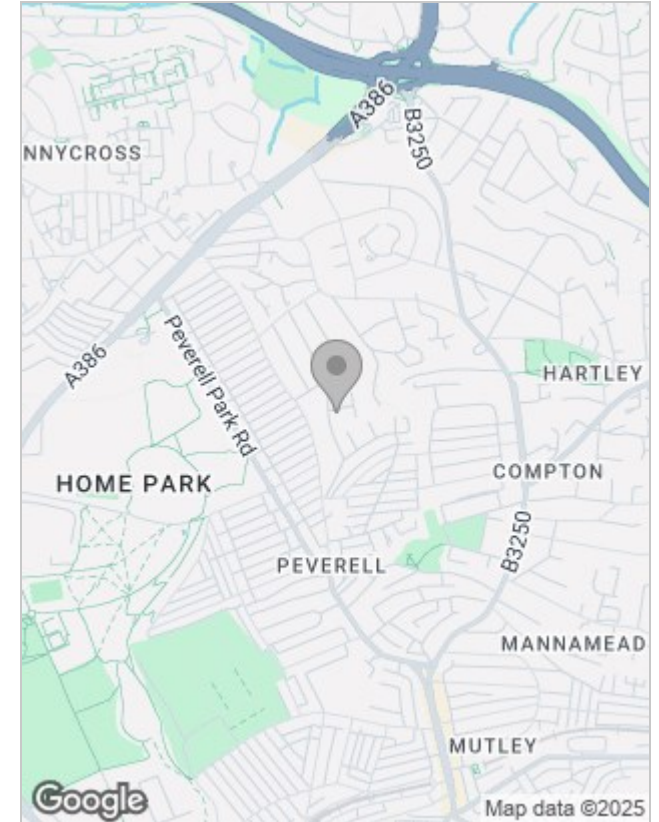 A386
B3250
NNYCROSS
Peverell Park Rd
A386
HARTLEY
HOME PARK
COMPTON
B3250
PEVERELL
MANNAMEAD
MUTLEY
Google
Map data ©2025